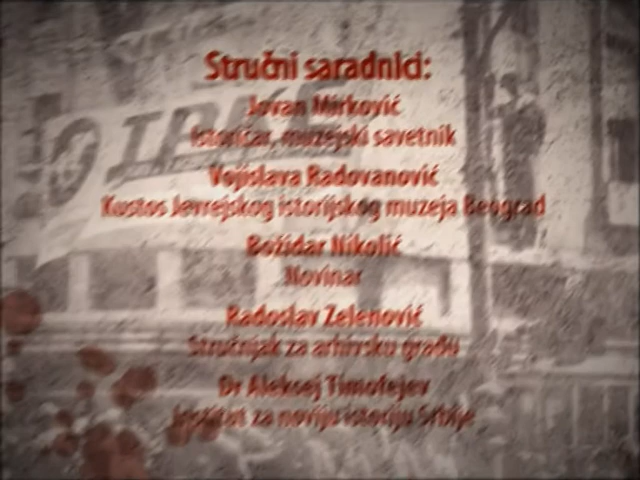 Stručni saradnici:
Jovan Mirković
Istoričar, muzejski savetnik
Vojislava Radovanović
Kustos Jevrejskog istorijskog muzeja Beograd
Božidar Nikolić
Novinar
Radoslav Zelenović
Stručnjak za arhivsku građu
Dr Aleksej Timofejev
Institut za noviju istoriju Srbije